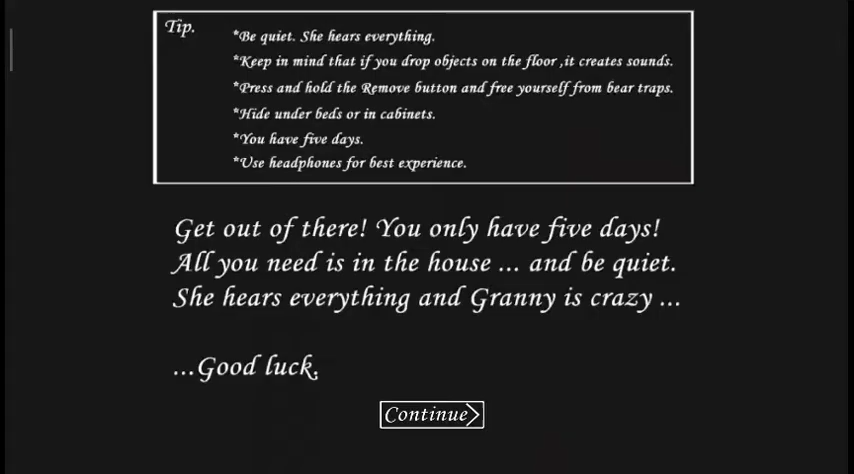 Tip.
*Be quiet. She hears everything.
*Keep in mind that if you drop objects on the floor ,it creates sounds.
*Press and hold the Remove button and free yourself from bear traps.
*Hide under beds or in cabinets.
*You have five days.
*Use headphones for best experience.
Get out of there! You only have five days!
All you need is in the house ... and be quiet.
She hears everything and Granny is crazy ...
...Good luck.
Continue>